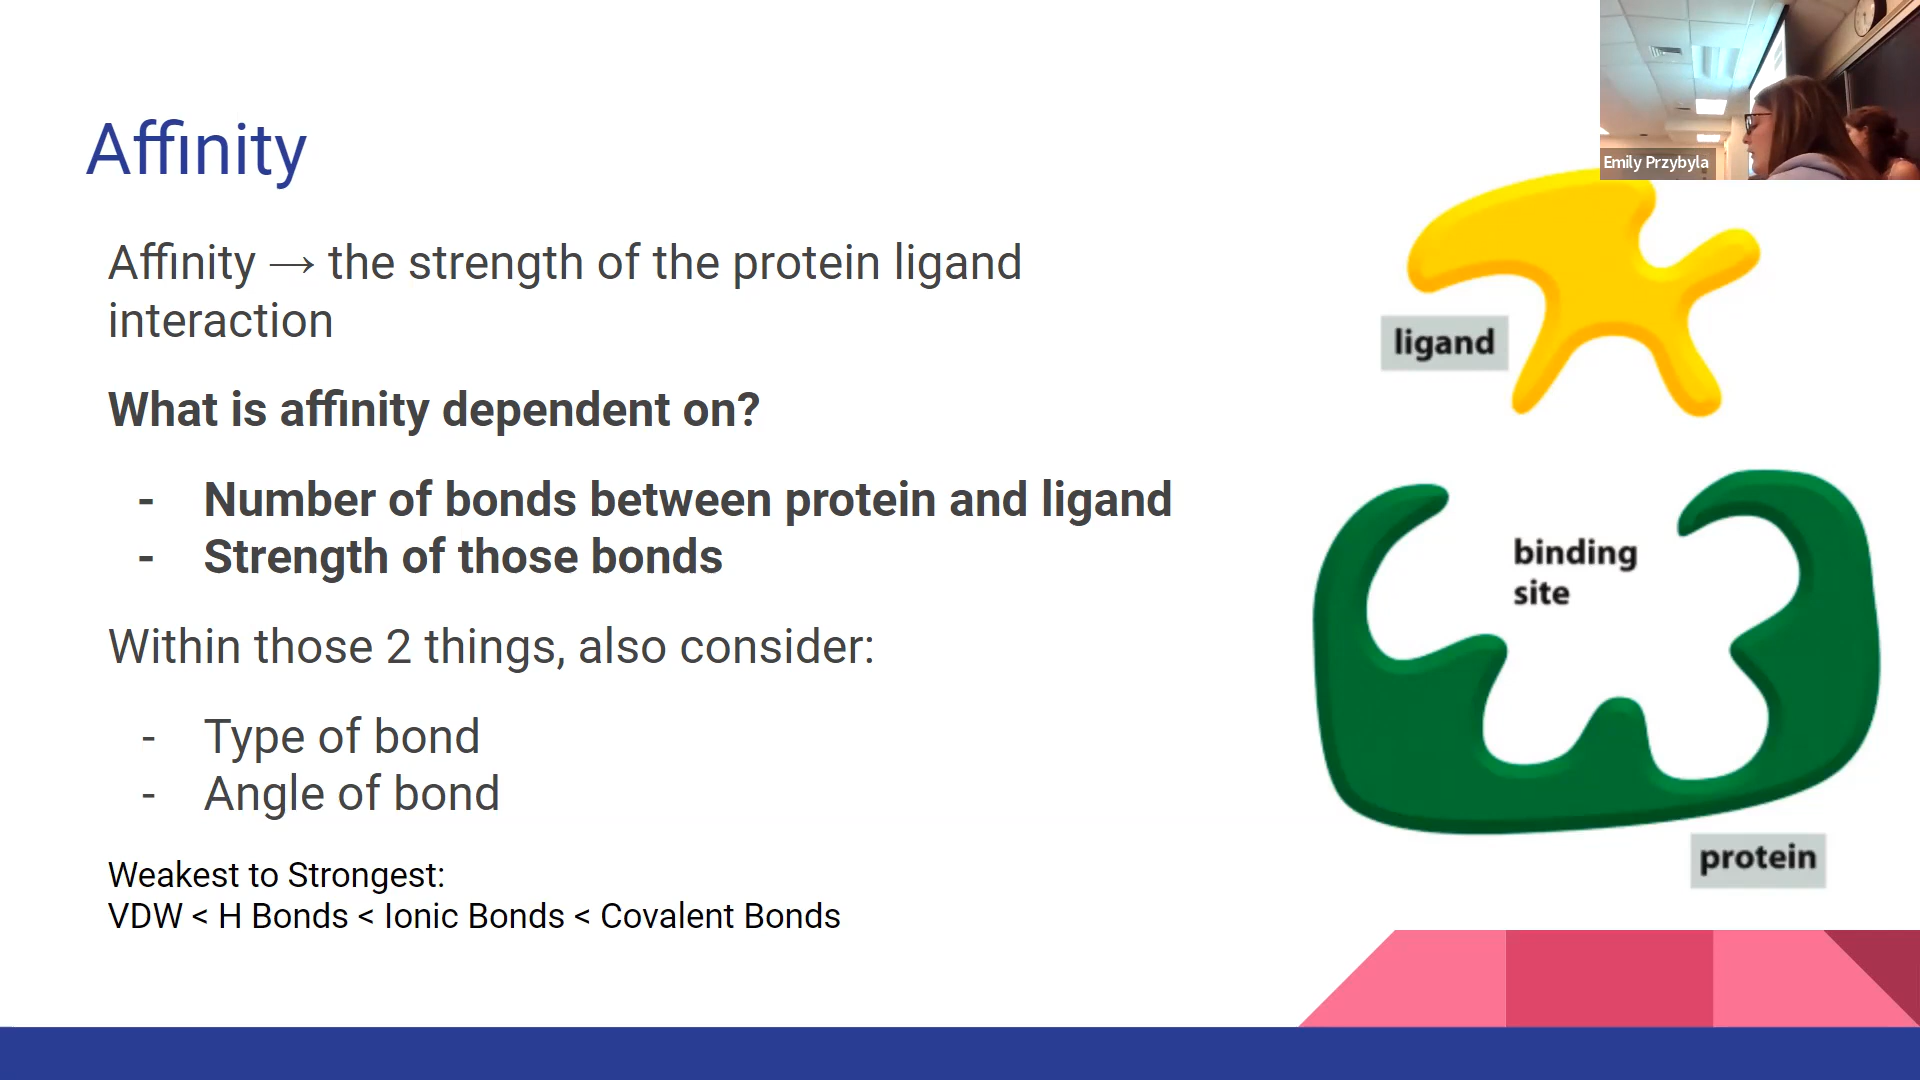 Affinity
Affinity → the strength of the protein ligand
interaction
What is affinity dependent on?
- Number of bonds between protein and ligand
- Strength of those bonds
Within those 2 things, also consider:
- Type of bond
- Angle of bond
Weakest to Strongest:
VDW < H Bonds < Ionic Bonds < Covalent Bonds
Emily Przybyla
ligand
binding
site
protein